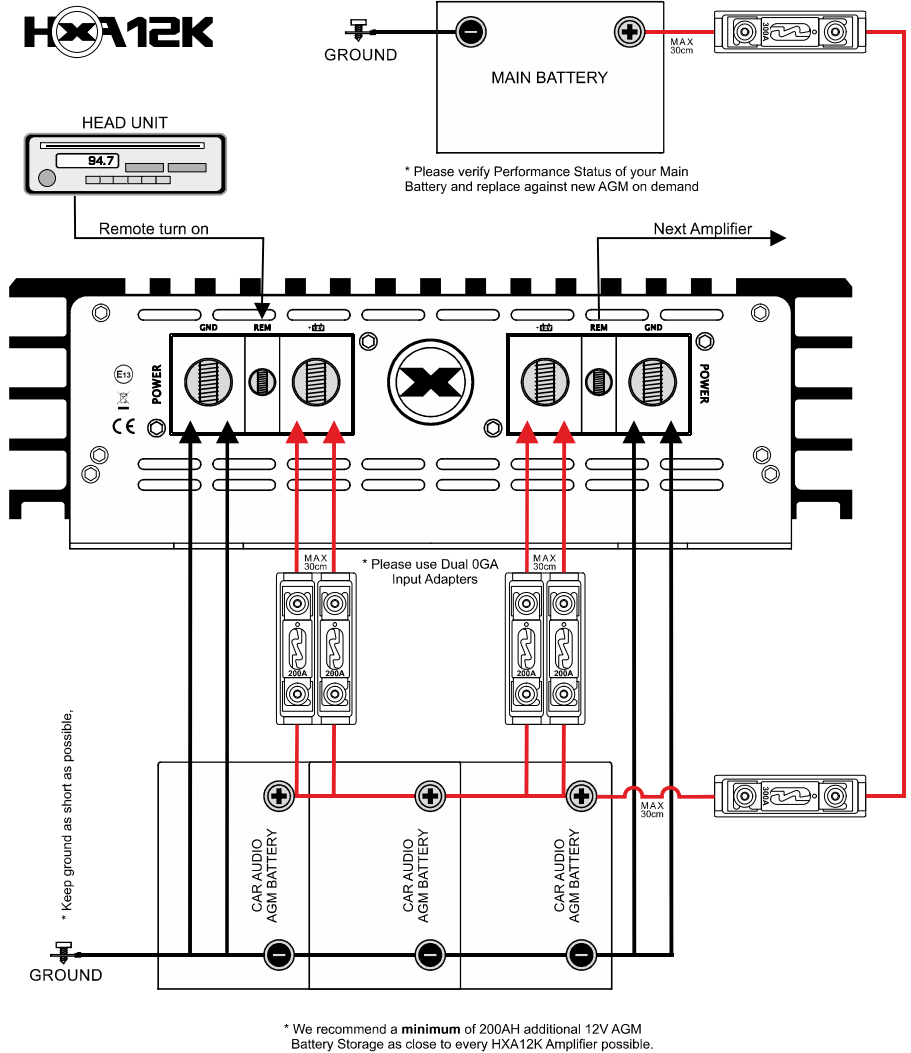 HXA12K
GROUND
MAIN BATTERY
MAX
30cm
300A
HEAD UNIT
94.7
* Please verify Performance Status of your Main
Battery and replace against new AGM on demand
Remote turn on
Next Amplifier
GND REM
REM GND
E13
POWER
X
POWER
CE
MAX
30cm
* Please use Dual 0GA
Input Adapters
MAX
30cm
200A 200A
200A 200A
* Keep ground as short as possible,
300A
MAX
30cm
CAR AUDIO
AGM BATTERY
CAR AUDIO
AGM BATTERY
CAR AUDIO
AGM BATTERY
GROUND
* We recommend a minimum of 200AH additional 12V AGM
Battery Storage as close to every HXA12K Amplifier possible.